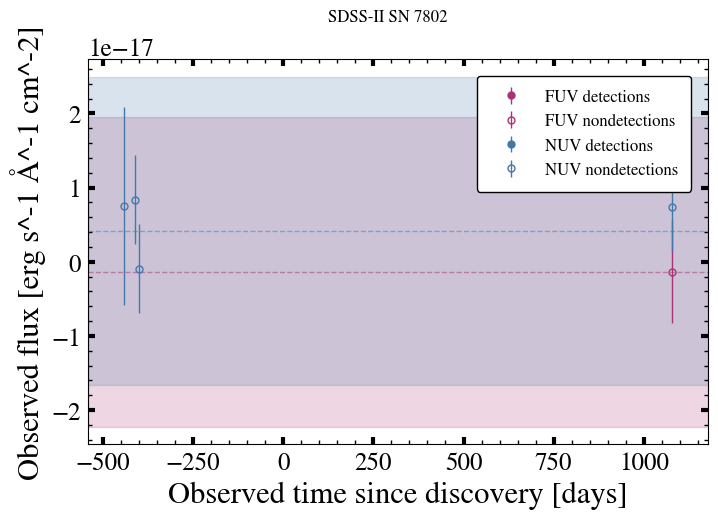 SDSS-II SN 7802
1e−17
FUV detections
FUV nondetections
NUV detections
NUV nondetections
2
1
0
−1
−2
Observed flux [erg s^-1 Å^-1 cm^-2]
−500 −250 0 250 500 750 1000
Observed time since discovery [days]